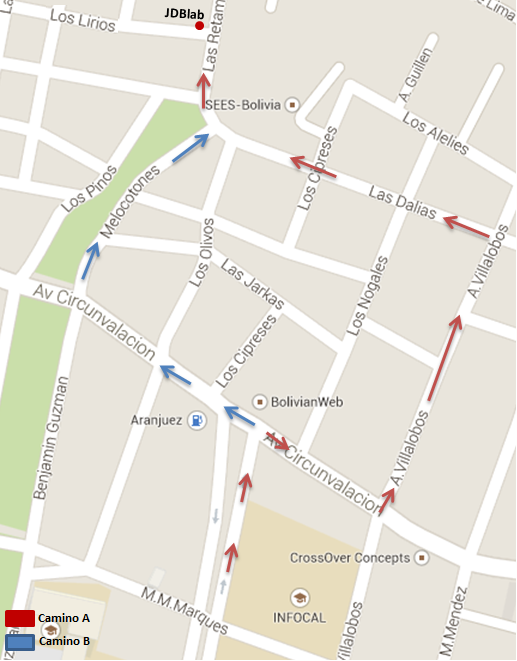 JDBlab
Los Lirios
Las Retam
e Lima
SEES-Bolivia
A. Guillen
Los Alelies
Los Cipreses
Los Pinos
Melocotones
Las Dalias
A.Villalobos
Los Olivos
Las Jarkas
Los Nogales
Av Circunvalacion
Los Cipreses
BolivianWeb
Aranjuez
Benjamin Guzman
Av Circunvalacion
A.Villalobos
CrossOver Concepts
INFOCAL
M.M.Marques
Villalobos
M.Mendez
Camino A
Camino B